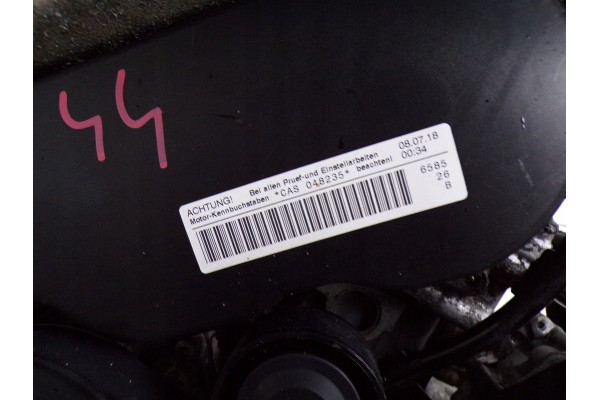 44
ACHTUNG! Bei allen Pruef-und Einstellarbeiten 08.07.18
Motor-Kennbuchstaben *CAS 048235* beachten! 00:34
6585
26
B